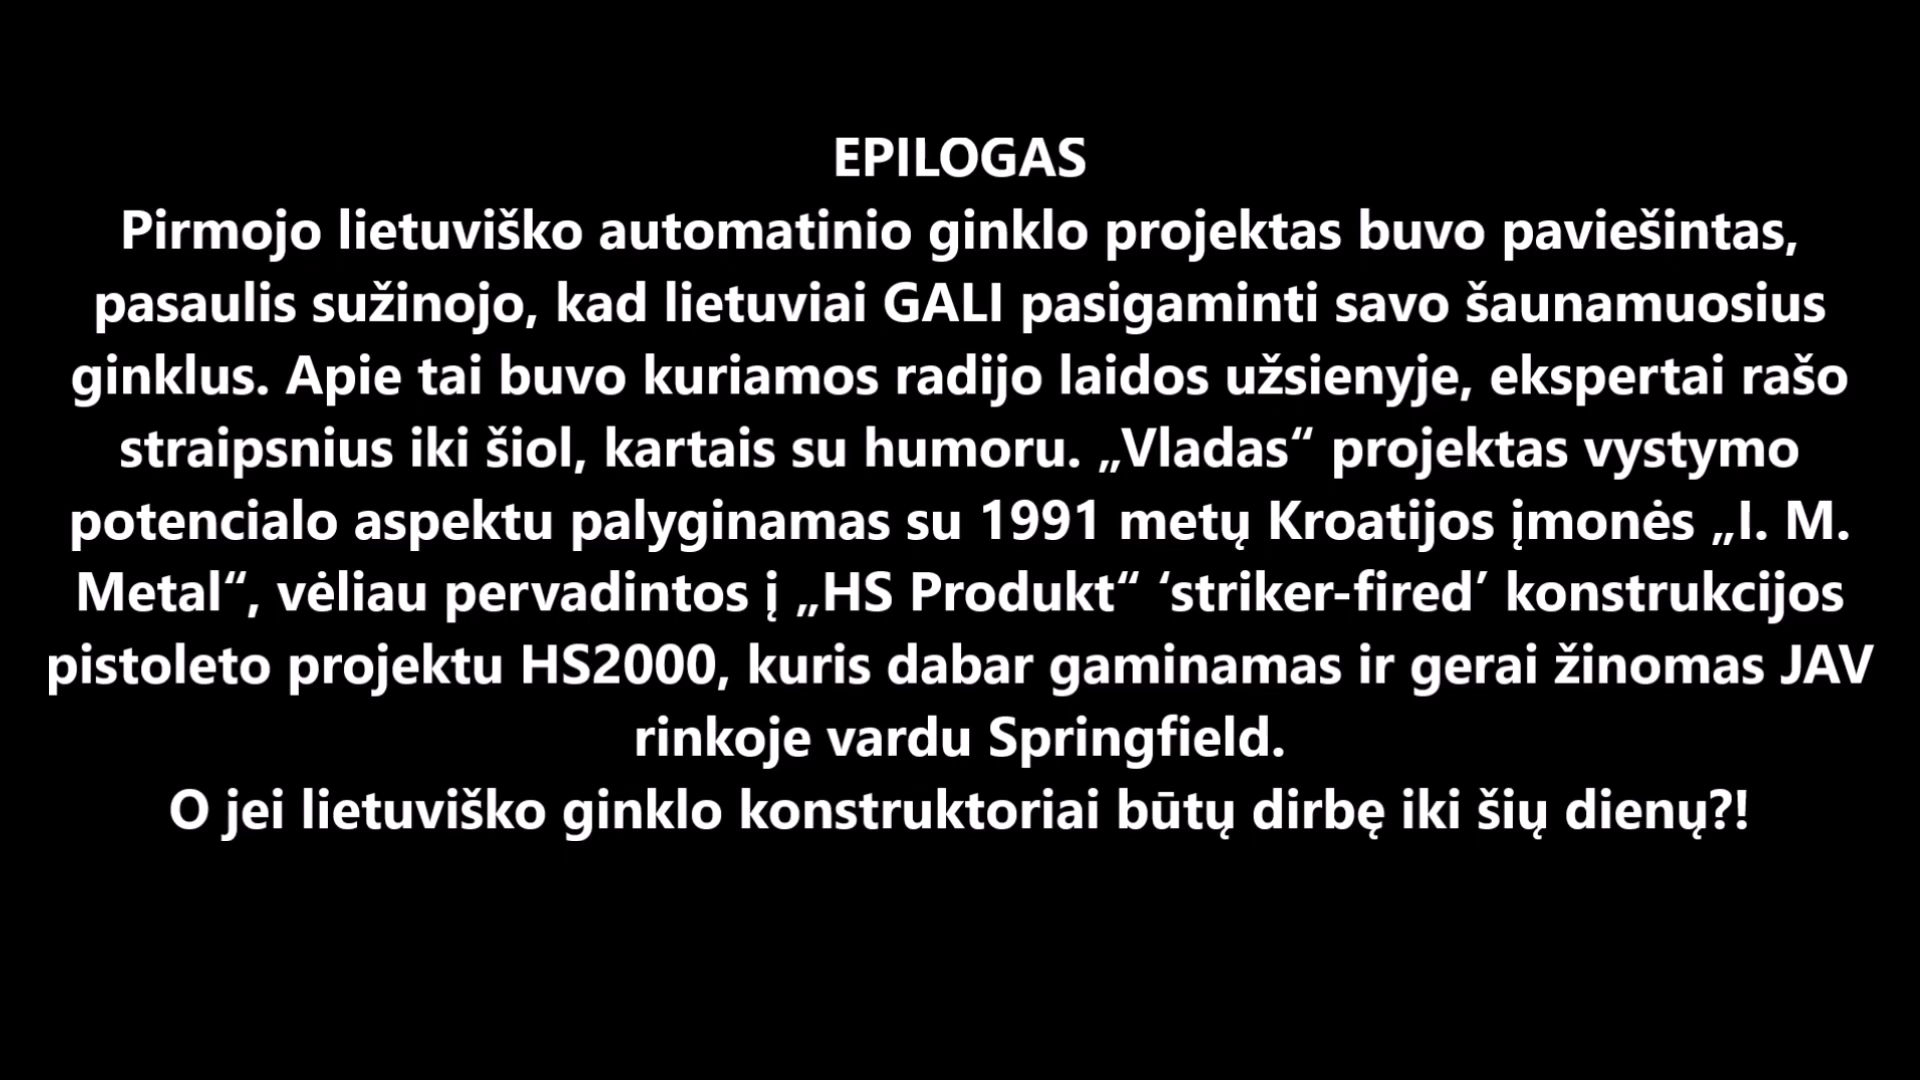 EPILOGAS
Pirmojo lietuviško automatinio ginklo projektas buvo paviešintas,
pasaulis sužinojo, kad lietuviai GALI pasigaminti savo šaunamuosius
ginklus. Apie tai buvo kuriamos radijo laidos užsienyje, ekspertai rašo
straipsnius iki šiol, kartais su humoru. „Vladas“ projektas vystymo
potencialo aspektu palyginamas su 1991 metų Kroatijos įmonės „I. M.
Metal“, vėliau pervadintos į „HS Produkt“ ‘striker-fired’ konstrukcijos
pistoleto projektu HS2000, kuris dabar gaminamas ir gerai žinomas JAV
rinkoje vardu Springfield.
O jei lietuviško ginklo konstruktoriai būtų dirbę iki šių dienų?!